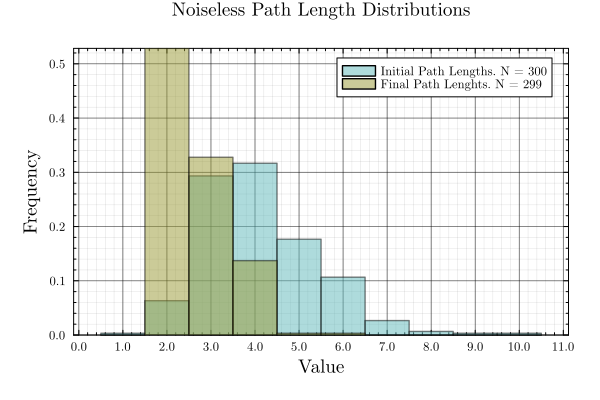 Noiseless Path Length Distributions
Initial Path Lengths. N = 300
Final Path Lenghts. N = 299
Frequency
0.5
0.4
0.3
0.2
0.1
0.0
0.0 1.0 2.0 3.0 4.0 5.0 6.0 7.0 8.0 9.0 10.0 11.0
Value